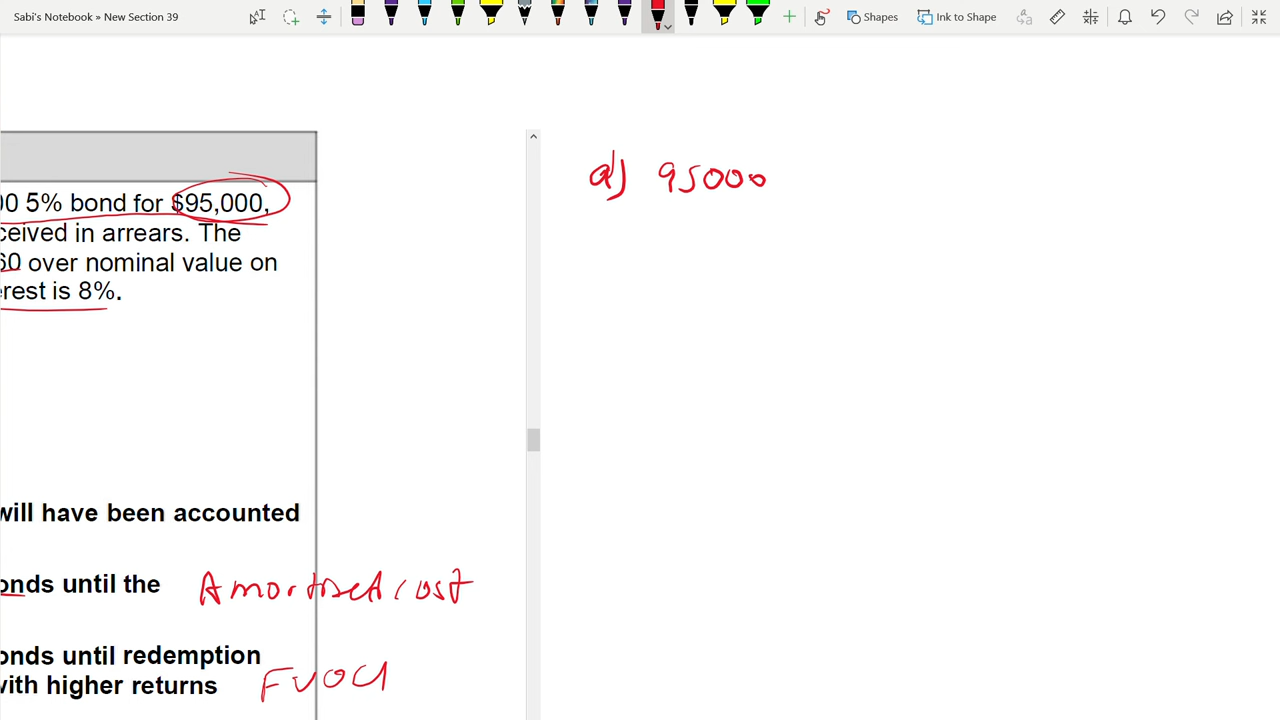 Sabi's Notebook » New Section 39
Shapes
Ink to Shape
00 5% bond for $95,000,
ceived in arrears. The
60 over nominal value on
erest is 8%.
will have been accounted
onds until the
Amortised cost
onds until redemption
with higher returns
FVOCI
a) 95000